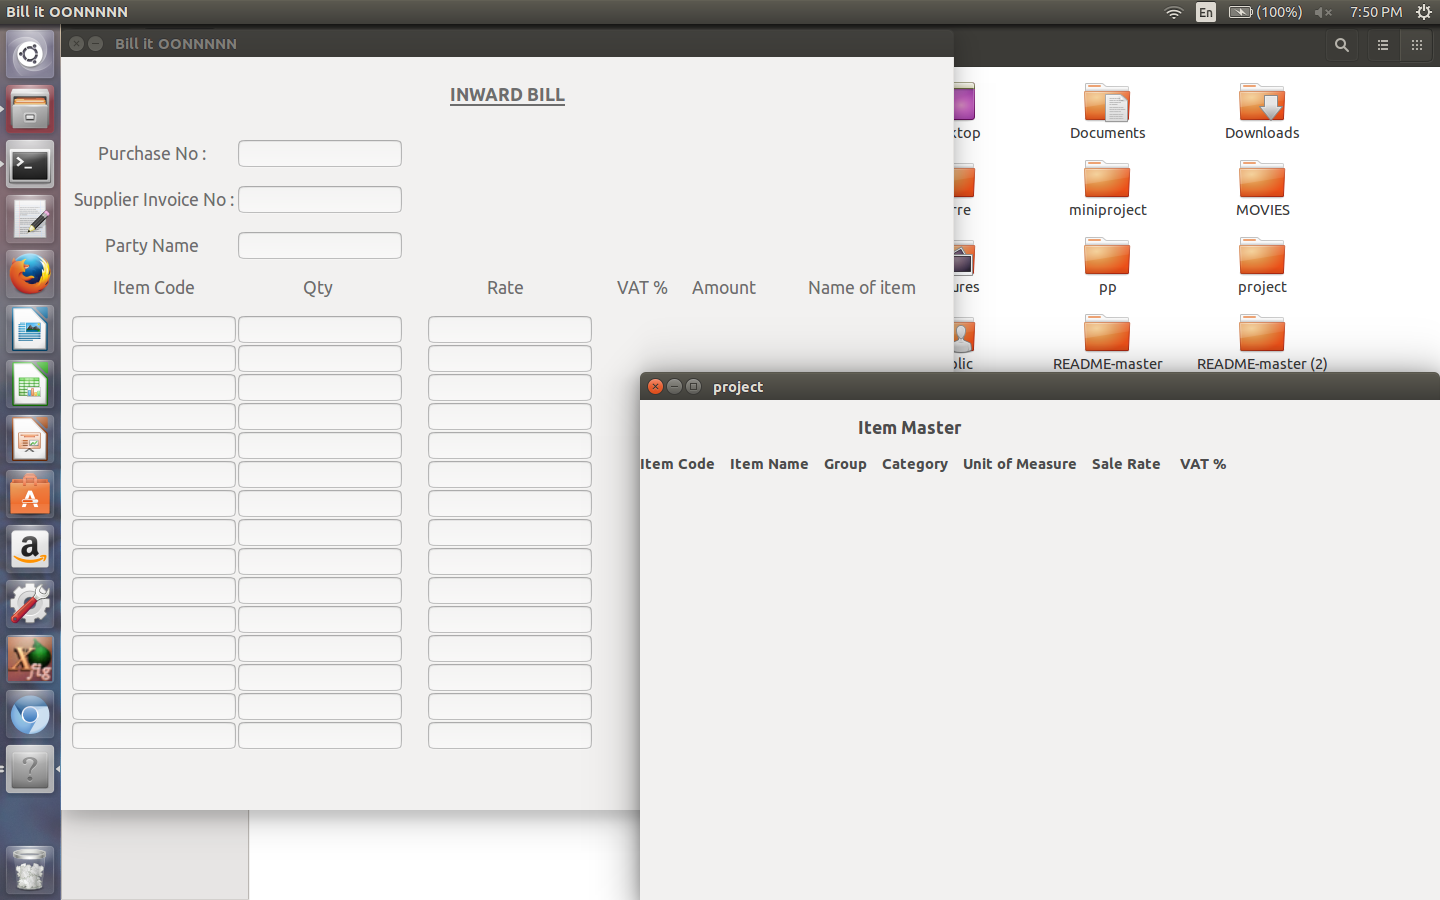 Bill it OONNNNN
En (100%) 7:50 PM
Bill it OONNNNN
INWARD BILL
Purchase No :
Supplier Invoice No :
Party Name
Item Code Qty Rate VAT % Amount Name of item
ktop Documents Downloads
rre miniproject MOVIES
ures pp project
blic README-master README-master (2)
project
Item Master
Item Code Item Name Group Category Unit of Measure Sale Rate VAT %
>_
A
a
X fig
?